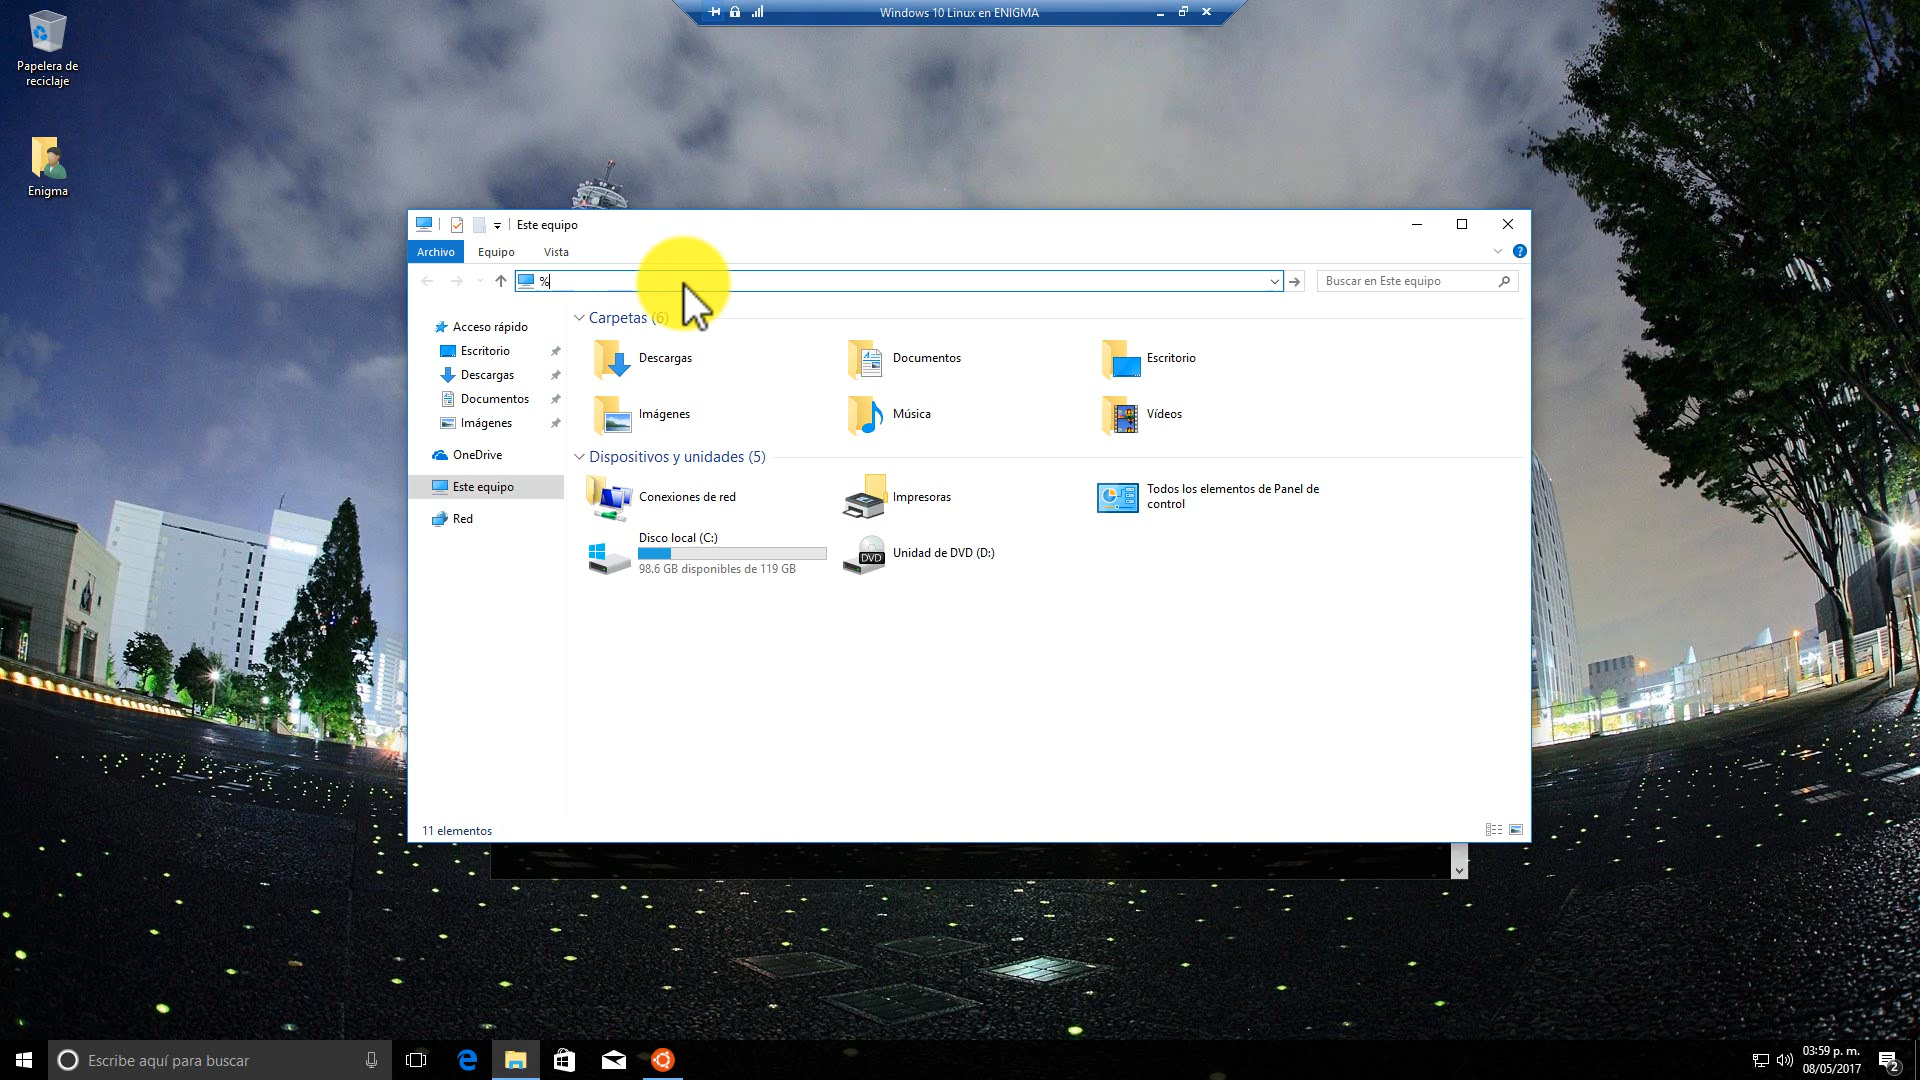 Windows 10 Linux en ENIGMA
Papelera de
reciclaje
Enigma
Este equipo
Archivo
Equipo
Vista
%
Buscar en Este equipo
Acceso rápido
Escritorio
Descargas
Documentos
Imágenes
OneDrive
Este equipo
Red
Carpetas (6)
Descargas
Documentos
Escritorio
Imágenes
Música
Vídeos
Dispositivos y unidades (5)
Conexiones de red
Impresoras
Todos los elementos de Panel de
control
Disco local (C:)
98.6 GB disponibles de 119 GB
DVD
Unidad de DVD (D:)
11 elementos
Escribe aquí para buscar
03:59 p. m.
08/05/2017
2